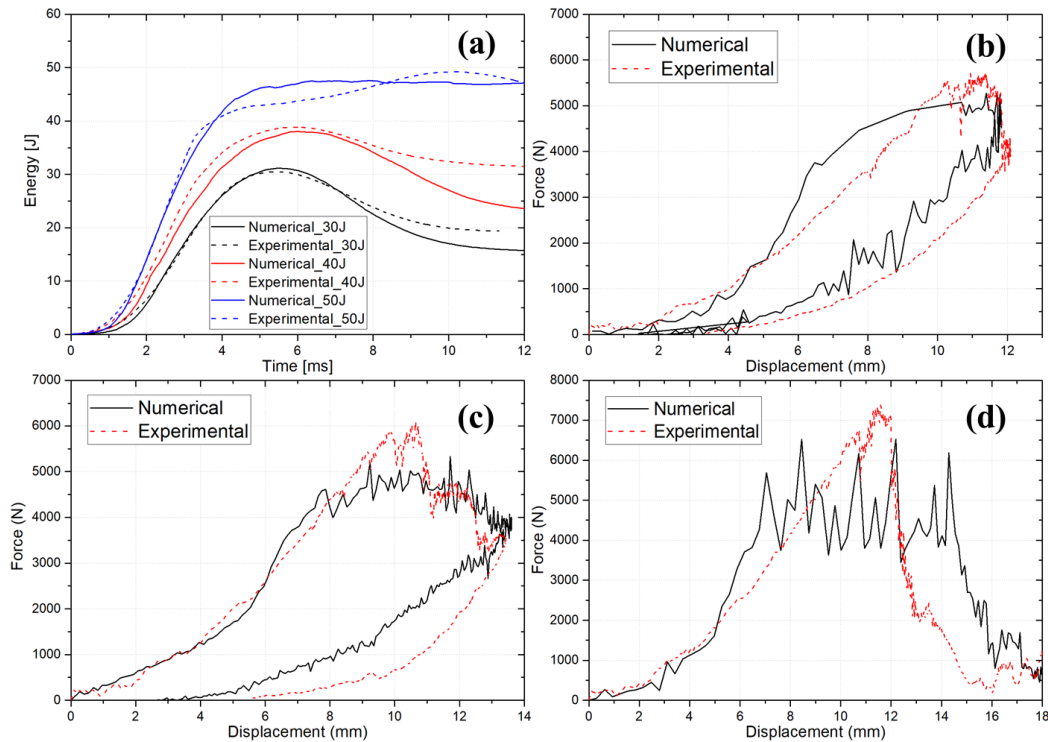 (a)
Energy [J]
60
50
40
30
20
10
0
Numerical_30J
Experimental_30J
Numerical_40J
Experimental_40J
Numerical_50J
Experimental_50J
0 2 4 6 8 10 12
Time [ms]
(b)
Numerical
Experimental
Force (N)
7000
6000
5000
4000
3000
2000
1000
0
0 2 4 6 8 10 12
Displacement (mm)
(c)
Numerical
Experimental
Force (N)
7000
6000
5000
4000
3000
2000
1000
0
0 2 4 6 8 10 12 14
Displacement (mm)
(d)
Numerical
Experimental
Force (N)
8000
7000
6000
5000
4000
3000
2000
1000
0
0 2 4 6 8 10 12 14 16 18
Displacement (mm)